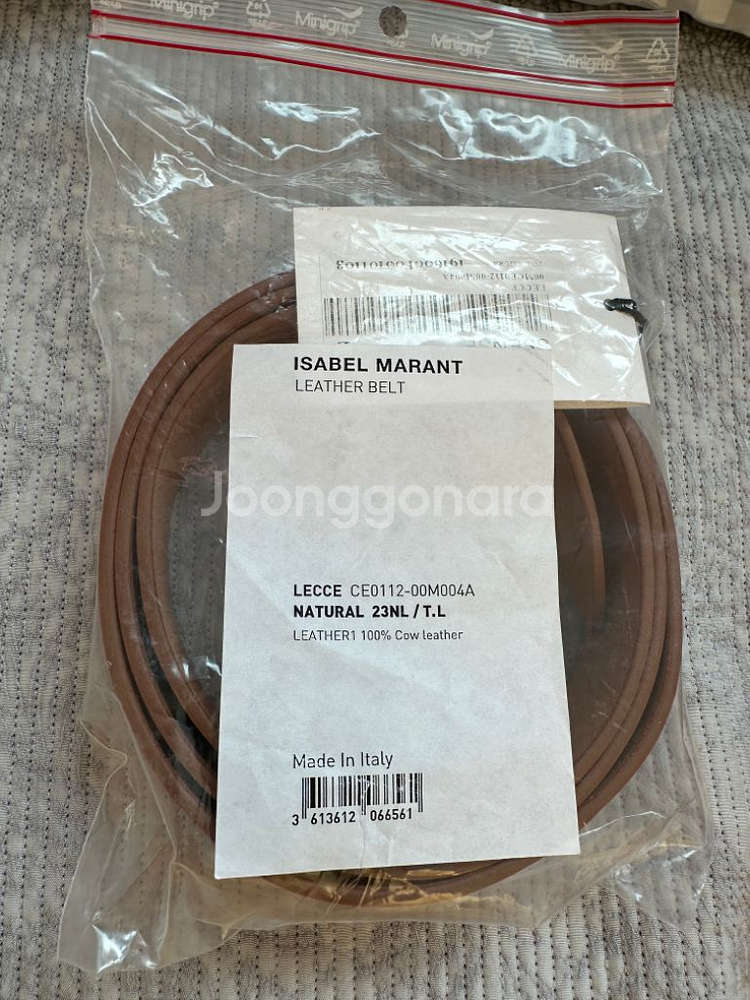 Minigrip
Minigrip
Minigrip
Minigrip
LECCE
ISABEL MARANT
LEATHER BELT
Joonggonara
LECCE CE0112-00M004A
NATURAL 23NL / T.L
LEATHER1 100% Cow leather
Made In Italy
3 613612 066561